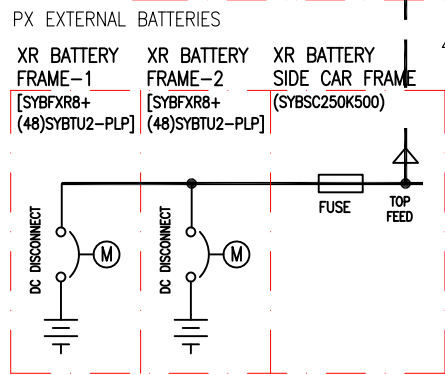 PX EXTERNAL BATTERIES
XR BATTERY
FRAME-1
[SYBFXR8+
(48)SYBTU2-PLP]
XR BATTERY
FRAME-2
[SYBFXR8+
(48)SYBTU2-PLP]
XR BATTERY
SIDE CAR FRAME
(SYBSC250K500)
DC DISCONNECT
M
DC DISCONNECT
M
FUSE
TOP
FEED